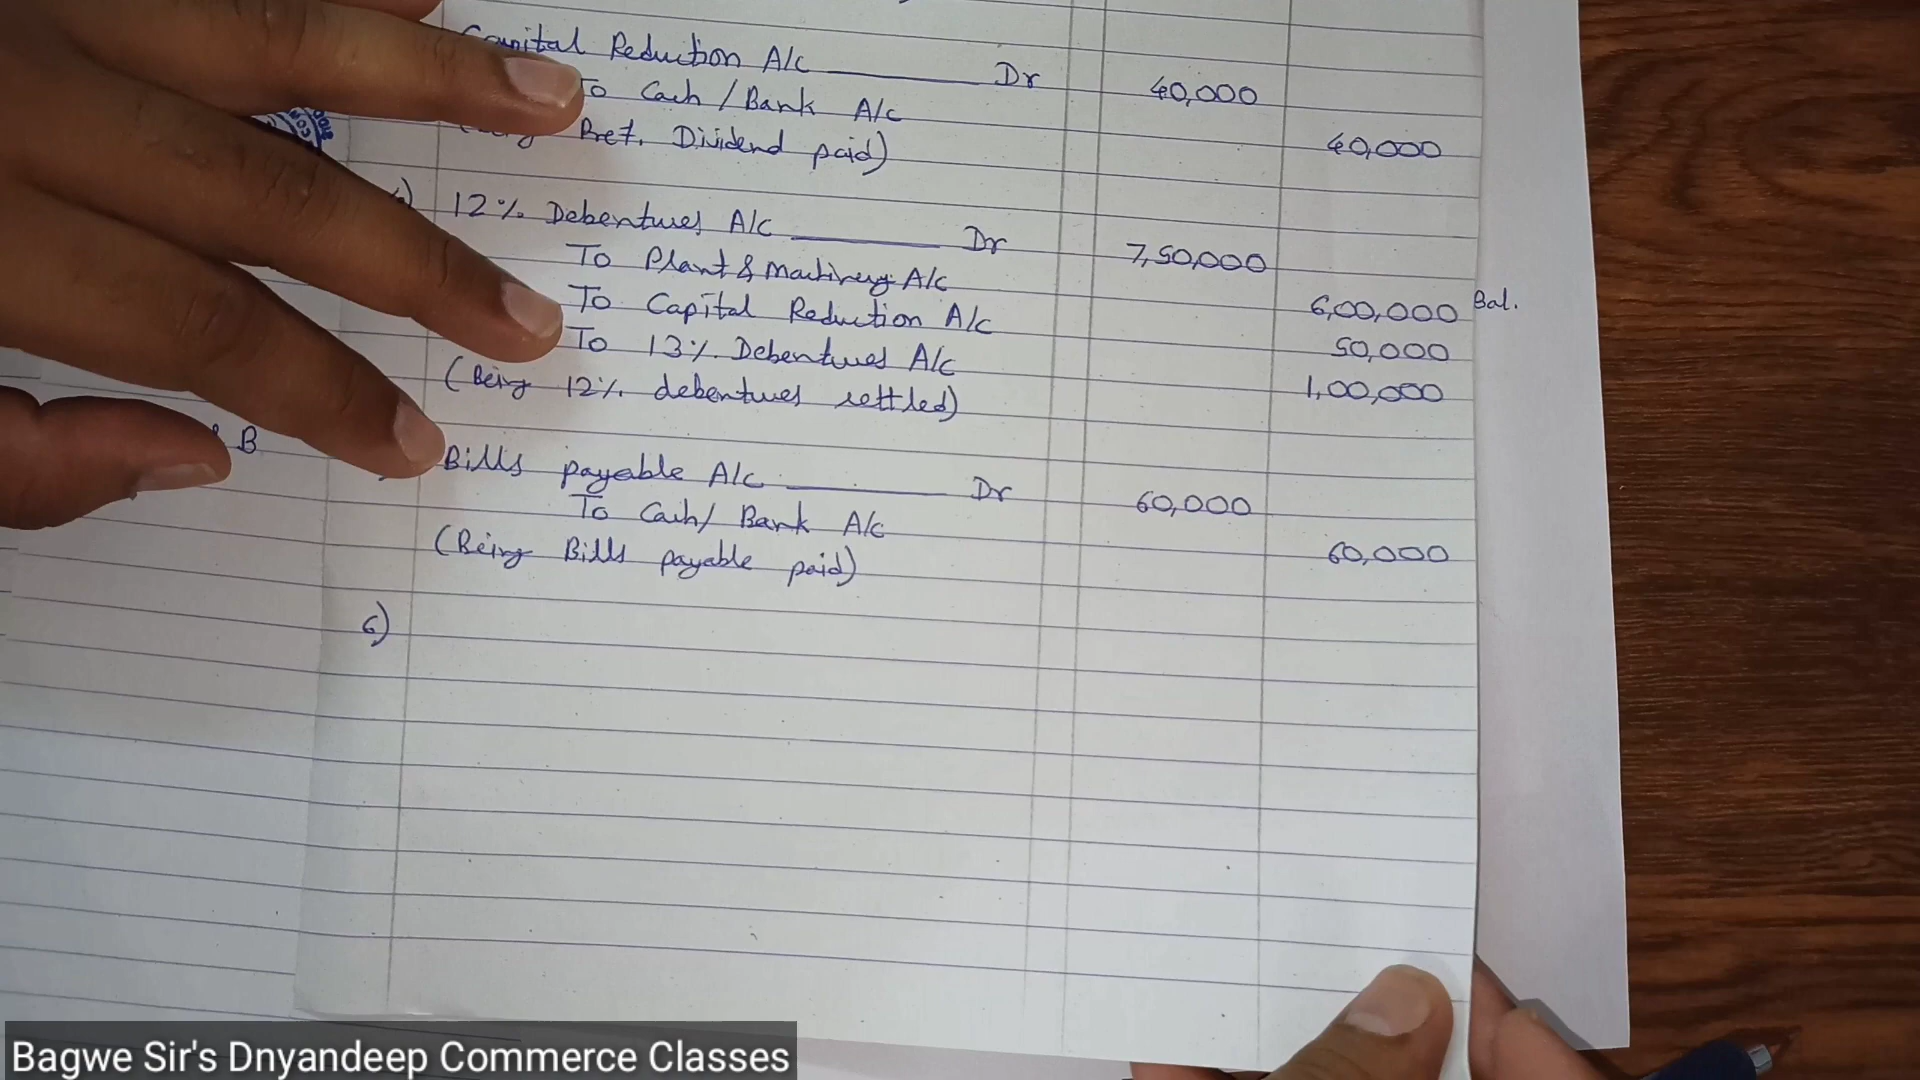 Capital Reduction A/c ______ Dr 40,000
To Cash / Bank A/c 40,000
Pref. Dividend paid)
12% Debentures A/c ______ Dr 7,50,000
To Plant & Machinery A/c 6,00,000 Bal.
To Capital Reduction A/c 50,000
To 13% Debentures A/c 1,00,000
(Being 12% debentures settled)
B
Bills payable A/c ______ Dr 60,000
To Cash/ Bank A/c 60,000
(Being Bills payable paid)
6)
Bagwe Sir's Dnyandeep Commerce Classes